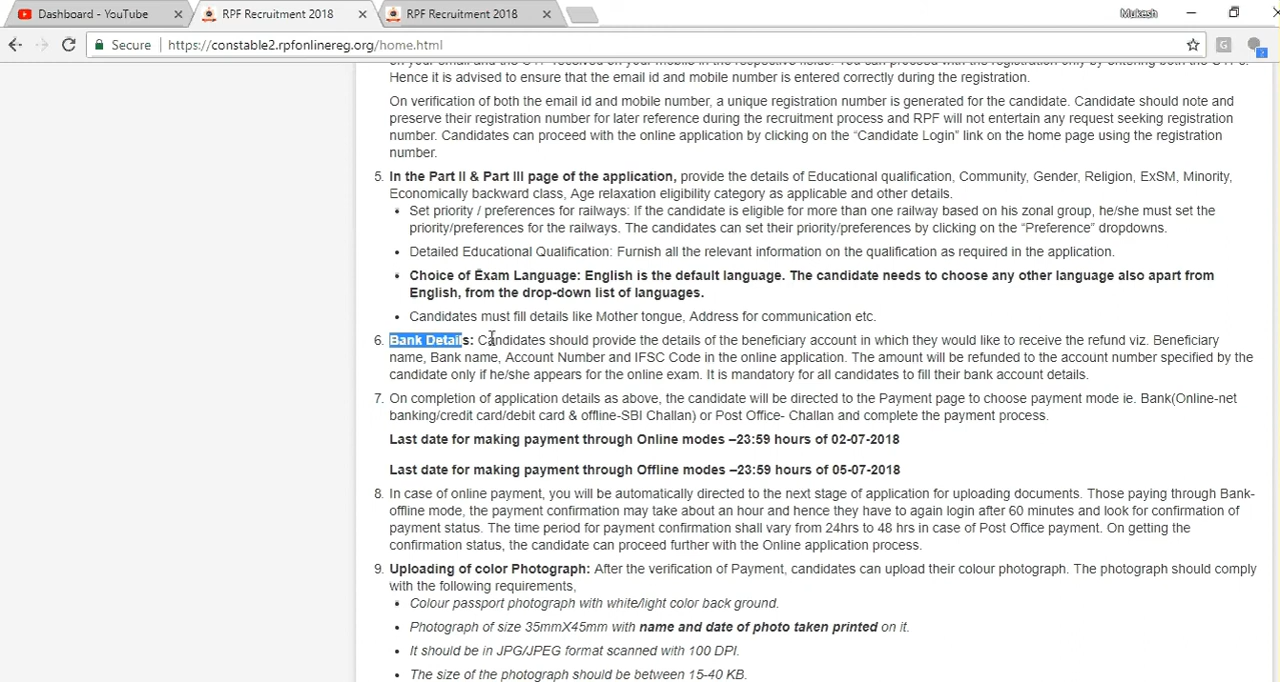 Dashboard - YouTube
RPF Recruitment 2018
RPF Recruitment 2018
Mukesh
Secure
https://constable2.rpfonlinereg.org/home.html
Hence it is advised to ensure that the email id and mobile number is entered correctly during the registration.
On verification of both the email id and mobile number, a unique registration number is generated for the candidate. Candidate should note and
preserve their registration number for later reference during the recruitment process and RPF will not entertain any request seeking registration
number. Candidates can proceed with the online application by clicking on the “Candidate Login” link on the home page using the registration
number.
5. In the Part II & Part III page of the application, provide the details of Educational qualification, Community, Gender, Religion, ExSM, Minority,
Economically backward class, Age relaxation eligibility category as applicable and other details.
• Set priority / preferences for railways: If the candidate is eligible for more than one railway based on his zonal group, he/she must set the
priority/preferences for the railways. The candidates can set their priority/preferences by clicking on the “Preference” dropdowns.
• Detailed Educational Qualification: Furnish all the relevant information on the qualification as required in the application.
• Choice of Exam Language: English is the default language. The candidate needs to choose any other language also apart from
English, from the drop-down list of languages.
• Candidates must fill details like Mother tongue, Address for communication etc.
6. Bank Details: Candidates should provide the details of the beneficiary account in which they would like to receive the refund viz. Beneficiary
name, Bank name, Account Number and IFSC Code in the online application. The amount will be refunded to the account number specified by the
candidate only if he/she appears for the online exam. It is mandatory for all candidates to fill their bank account details.
7. On completion of application details as above, the candidate will be directed to the Payment page to choose payment mode ie. Bank(Online-net
banking/credit card/debit card & offline-SBI Challan) or Post Office- Challan and complete the payment process.
Last date for making payment through Online modes –23:59 hours of 02-07-2018
Last date for making payment through Offline modes –23:59 hours of 05-07-2018
8. In case of online payment, you will be automatically directed to the next stage of application for uploading documents. Those paying through Bank-
offline mode, the payment confirmation may take about an hour and hence they have to again login after 60 minutes and look for confirmation of
payment status. The time period for payment confirmation shall vary from 24hrs to 48 hrs in case of Post Office payment. On getting the
confirmation status, the candidate can proceed further with the Online application process.
9. Uploading of color Photograph: After the verification of Payment, candidates can upload their colour photograph. The photograph should comply
with the following requirements,
• Colour passport photograph with white/light color back ground.
• Photograph of size 35mmX45mm with name and date of photo taken printed on it.
• It should be in JPG/JPEG format scanned with 100 DPI.
• The size of the photograph should be between 15-40 KB.